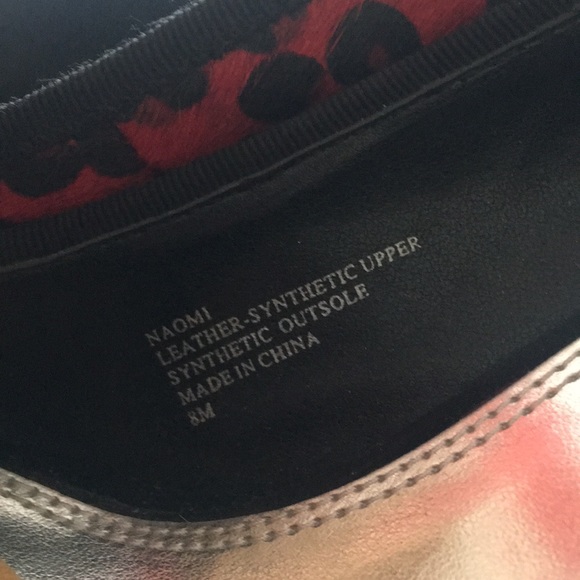 NAOMI
LEATHER-SYNTHETIC UPPER
SYNTHETIC OUTSOLE
MADE IN CHINA
8M